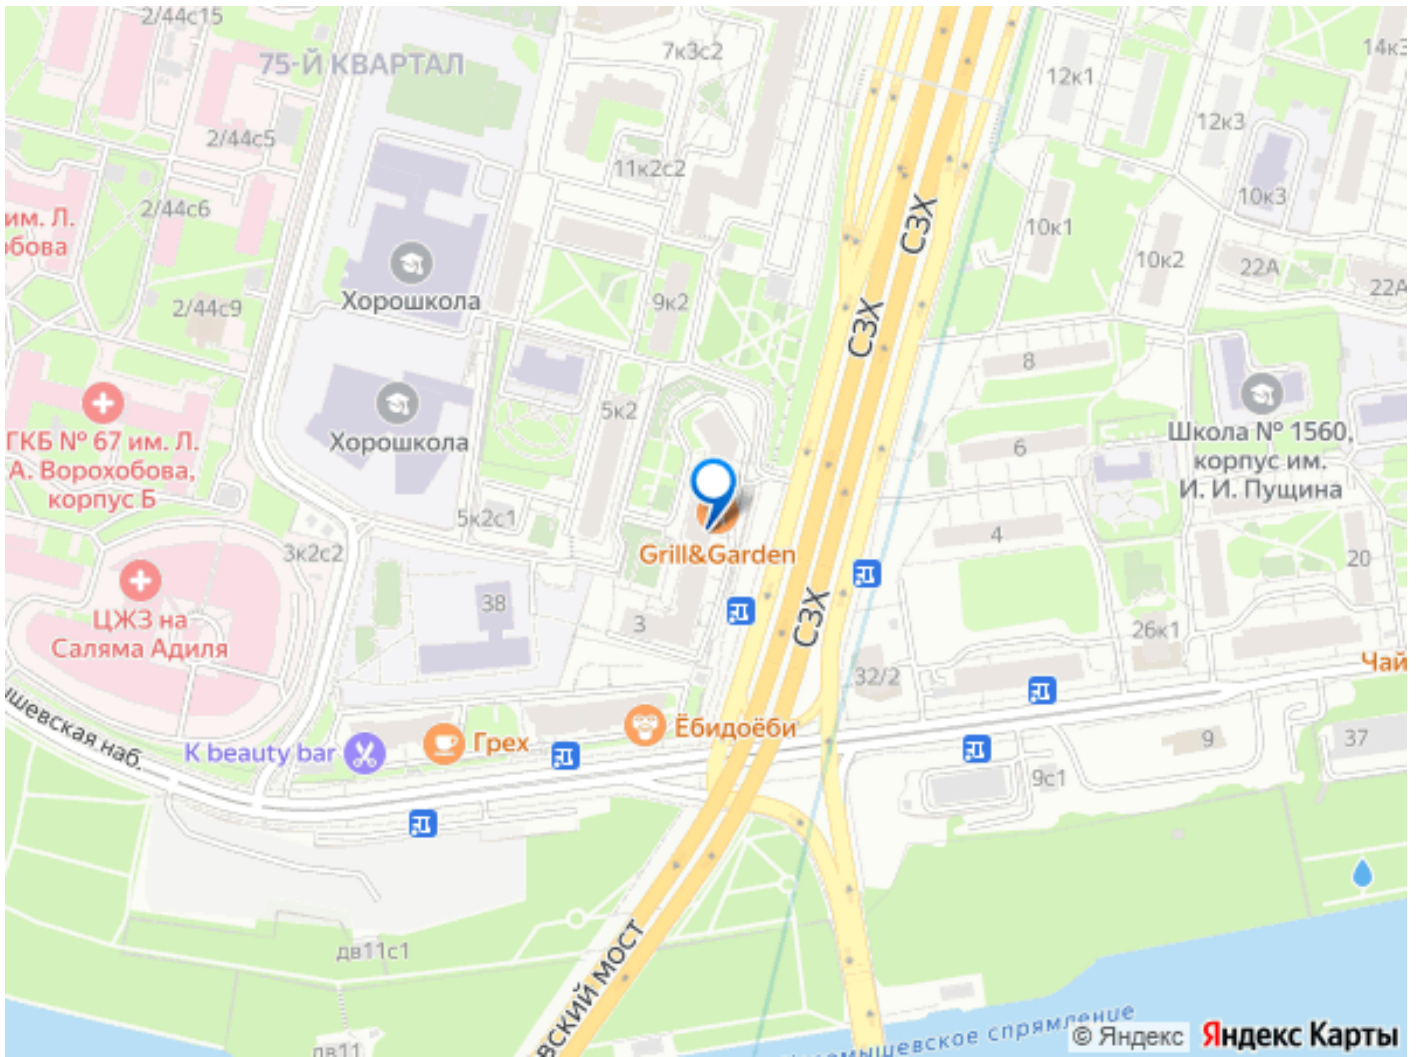 2/44с15
75-Й КВАРТАЛ
7к3с2
12к1
14к3
2/44с5
12к3
11к2с2
2/44с6
10к3
им. Л.
обова
СЗХ
10к1
10к2
22А
22А
Хорошкола
9к2
2/44с9
СЗХ
8
5к2
ГКБ № 67 им. Л.
А. Ворохобова,
корпус Б
Хорошкола
6
Школа № 1560,
корпус им.
И. И. Пущина
5к2с1
4
3к2с2
Grill&Garden
20
ЦЖЗ на
Саляма Адиля
38
3
СЗХ
26к1
Чай
32/2
ышевская наб.
K beauty bar
Грех
Ёбидоёби
9
37
9с1
дв11с1
дв11
ВСКИЙ МОСТ
омышевское спрямление
© Яндекс Яндекс Карты